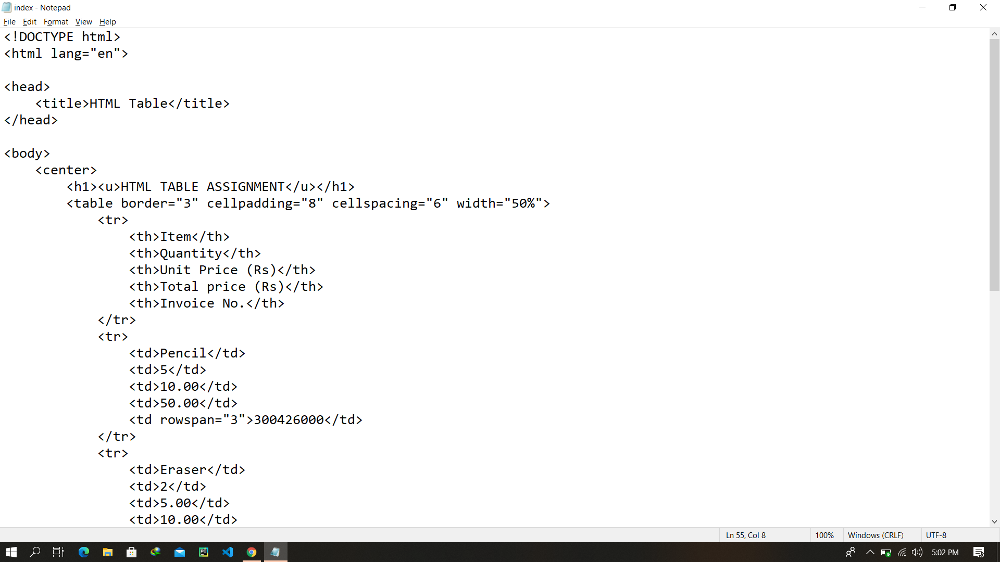 index - Notepad
File Edit Format View Help
<!DOCTYPE html>
<html lang="en">

<head>
    <title>HTML Table</title>
</head>

<body>
    <center>
        <h1><u>HTML TABLE ASSIGNMENT</u></h1>
        <table border="3" cellpadding="8" cellspacing="6" width="50%">
            <tr>
                <th>Item</th>
                <th>Quantity</th>
                <th>Unit Price (Rs)</th>
                <th>Total price (Rs)</th>
                <th>Invoice No.</th>
            </tr>
            <tr>
                <td>Pencil</td>
                <td>5</td>
                <td>10.00</td>
                <td>50.00</td>
                <td rowspan="3">300426000</td>
            </tr>
            <tr>
                <td>Eraser</td>
                <td>2</td>
                <td>5.00</td>
                <td>10.00</td>
Ln 55, Col 8 100% Windows (CRLF) UTF-8
PC 5:02 PM